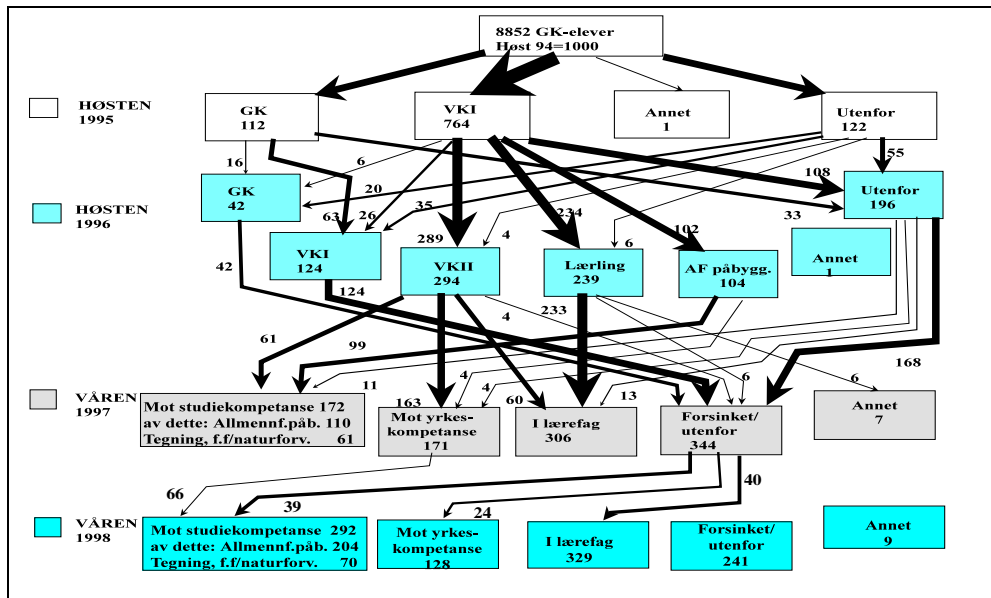 8852 GK-elever
Høst 94=1000
HØSTEN
1995
GK
112
VKI
764
Annet
1
Utenfor
122
16
6
55
108
HØSTEN
1996
GK
42
20
63
26
35
289
4
234
6
102
33
Utenfor
196
42
VKI
124
VKII
294
Lærling
239
AF påbygg.
104
Annet
1
124
61
99
4
233
168
11
163
4
4
60
13
6
6
VÅREN
1997
Mot studiekompetanse 172
av dette: Allmennf.påb. 110
Tegning, f.f/naturforv. 61
Mot yrkes-
kompetanse
171
I lærefag
306
Forsinket/
utenfor
344
Annet
7
66
39
24
40
VÅREN
1998
Mot studiekompetanse 292
av dette: Allmennf.påb. 204
Tegning, f.f/naturforv. 70
Mot yrkes-
kompetanse
128
I lærefag
329
Forsinket/
utenfor
241
Annet
9